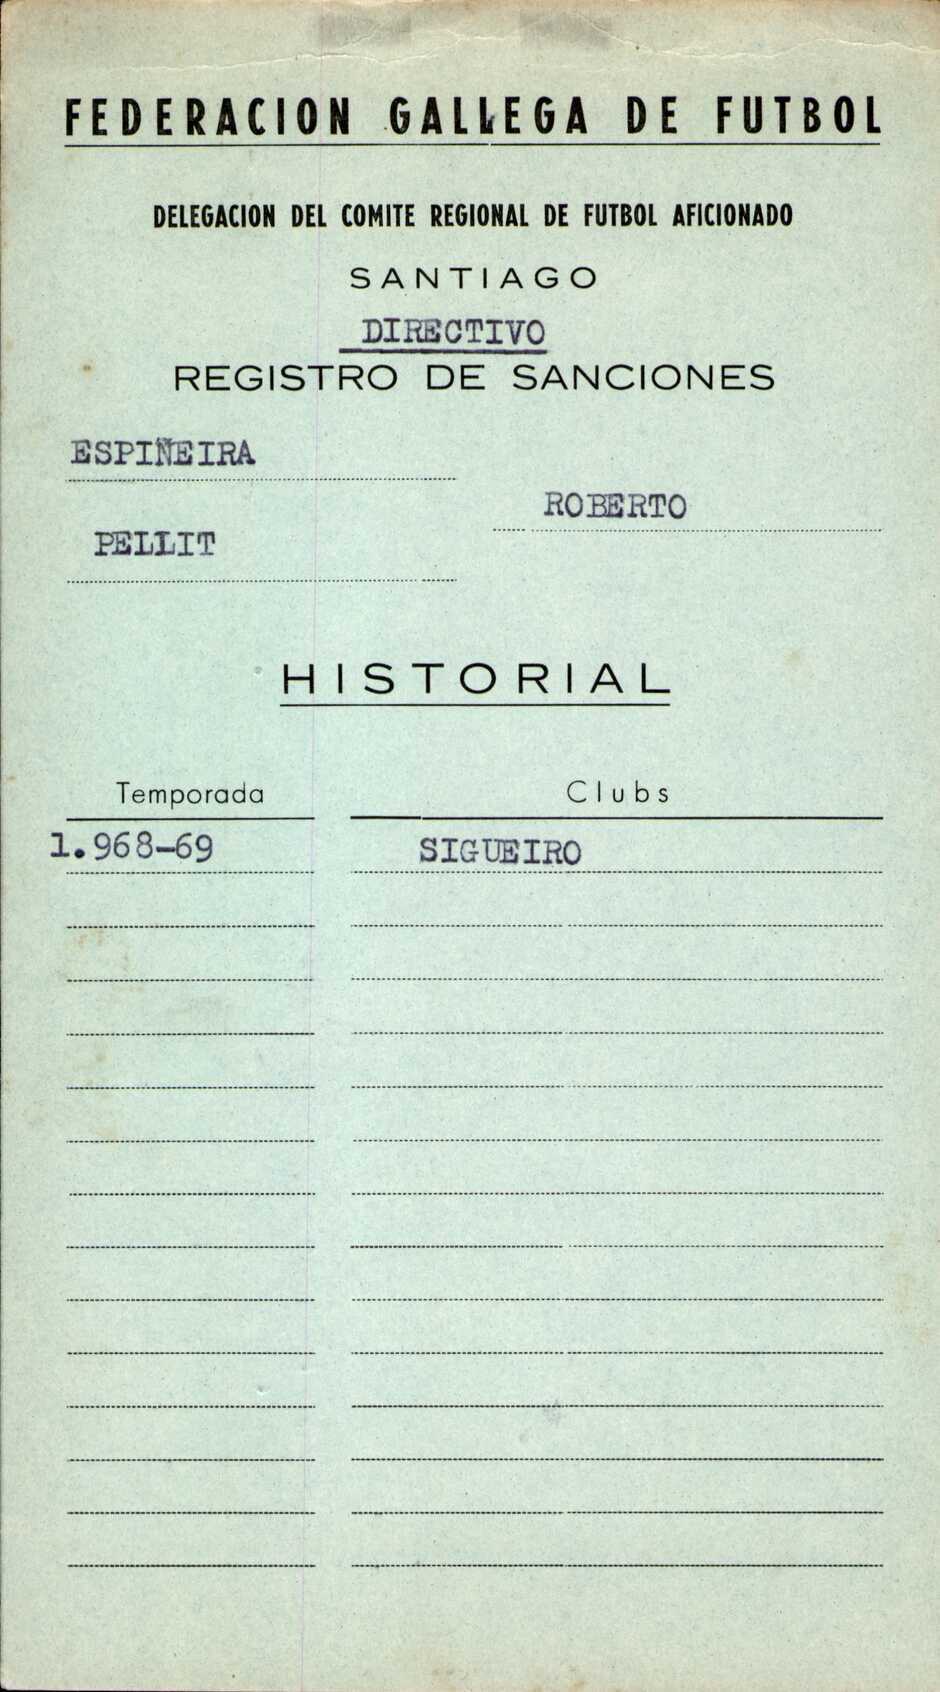 FEDERACION GALLEGA DE FUTBOL
DELEGACION DEL COMITE REGIONAL DE FUTBOL AFICIONADO
SANTIAGO
DIRECTIVO
REGISTRO DE SANCIONES
ESPIÑEIRA
ROBERTO
PELLIT
HISTORIAL
Temporada Clubs
1.968-69 SIGUEIRO